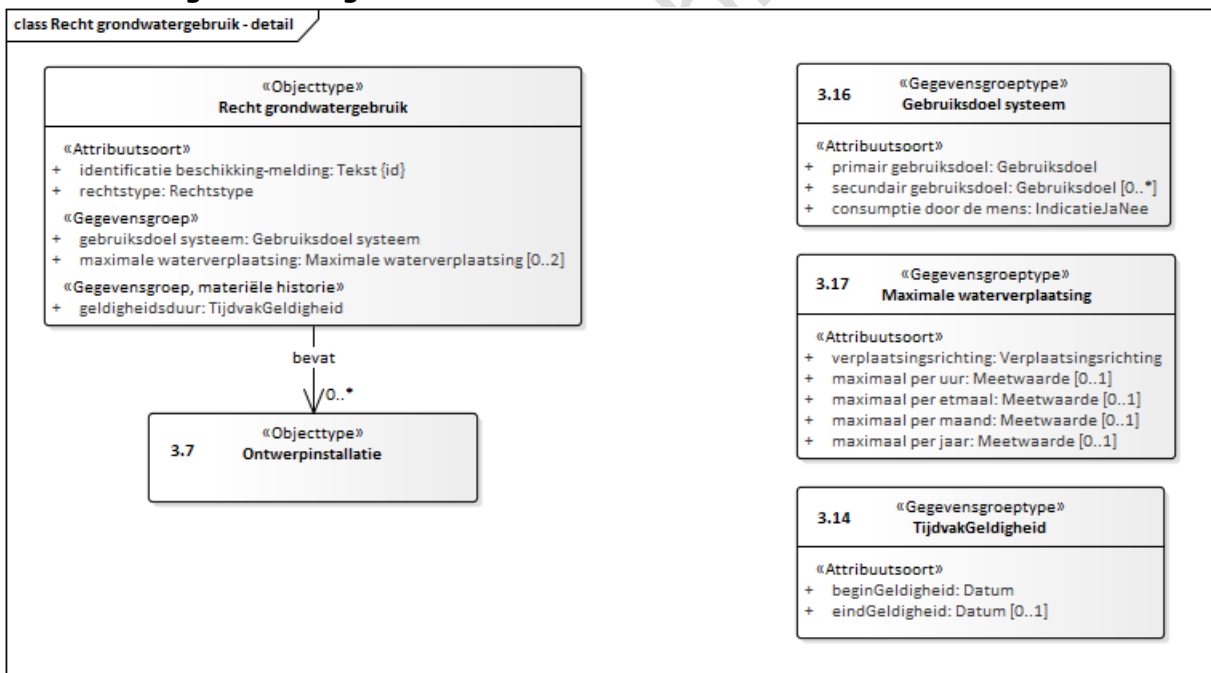 class Recht grondwatergebruik - detail
«Objecttype»
Recht grondwatergebruik
«Attribuutsoort»
+ identificatie beschikking-melding: Tekst {id}
+ rechtstype: Rechtstype
«Gegevensgroep»
+ gebruiksdoel systeem: Gebruiksdoel systeem
+ maximale waterverplaatsing: Maximale waterverplaatsing [0..2]
«Gegevensgroep, materiële historie»
+ geldigheidsduur: TijdvakGeldigheid
bevat
0..*
3.7 «Objecttype»
Ontwerpinstallatie
3.16 «Gegevensgroeptype»
Gebruiksdoel systeem
«Attribuutsoort»
+ primair gebruiksdoel: Gebruiksdoel
+ secundair gebruiksdoel: Gebruiksdoel [0..*]
+ consumptie door de mens: IndicatieJaNee
3.17 «Gegevensgroeptype»
Maximale waterverplaatsing
«Attribuutsoort»
+ verplaatsingsrichting: Verplaatsingsrichting
+ maximaal per uur: Meetwaarde [0..1]
+ maximaal per etmaal: Meetwaarde [0..1]
+ maximaal per maand: Meetwaarde [0..1]
+ maximaal per jaar: Meetwaarde [0..1]
3.14 «Gegevensgroeptype»
TijdvakGeldigheid
«Attribuutsoort»
+ beginGeldigheid: Datum
+ eindGeldigheid: Datum [0..1]